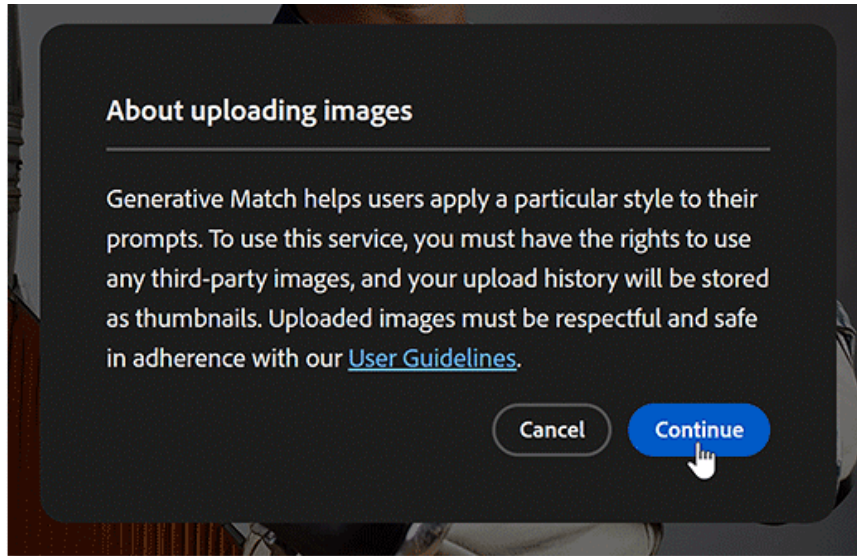 About uploading images
Generative Match helps users apply a particular style to their
prompts. To use this service, you must have the rights to use
any third-party images, and your upload history will be stored
as thumbnails. Uploaded images must be respectful and safe
in adherence with our User Guidelines.
Cancel
Continue